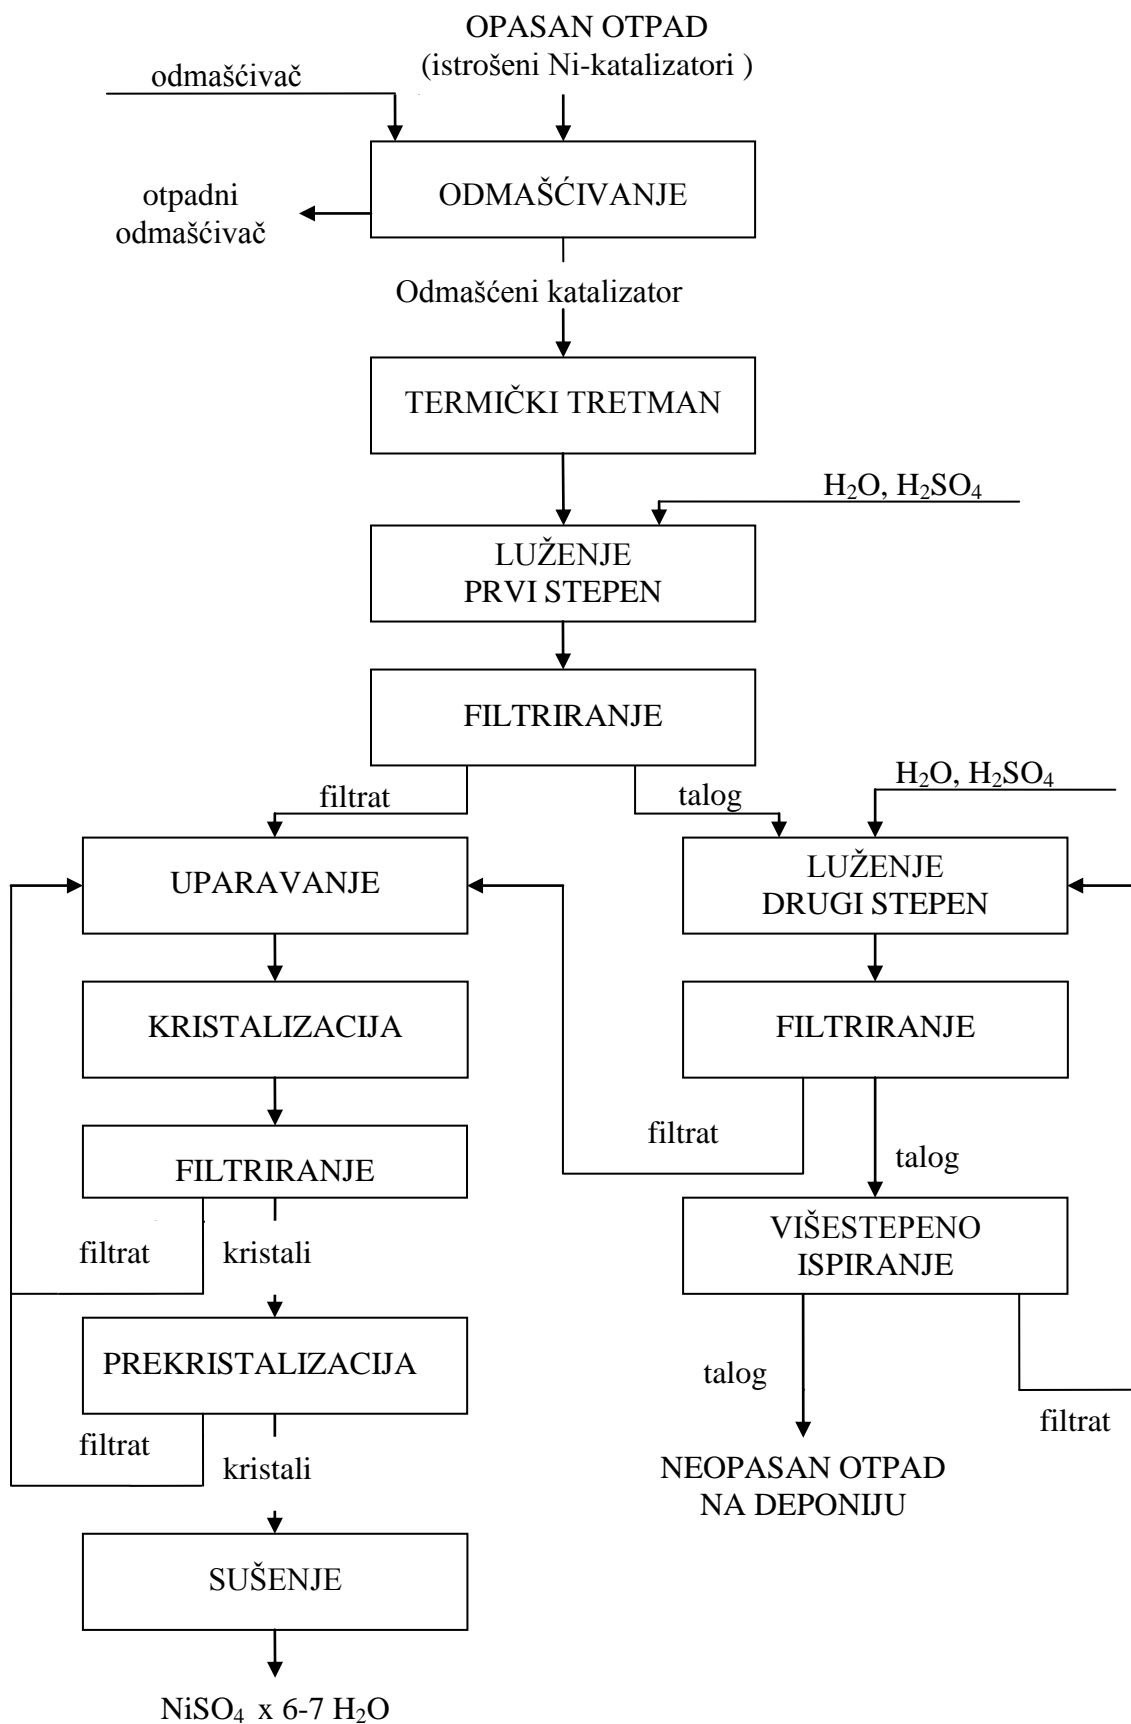 OPASAN OTPAD
(istrošeni Ni-katalizatori )
odmašćivač
ODMAŠĆIVANJE
otpadni
odmašćivač
Odmašćeni katalizator
TERMIČKI TRETMAN
H₂O, H₂SO₄
LUŽENJE
PRVI STEPEN
FILTRIRANJE
filtrat
talog
H₂O, H₂SO₄
UPARAVANJE
LUŽENJE
DRUGI STEPEN
KRISTALIZACIJA
FILTRIRANJE
filtrat
talog
FILTRIRANJE
filtrat
kristali
VIŠESTEPENO
ISPIRANJE
PREKRISTALIZACIJA
talog
filtrat
filtrat
kristali
NEOPASAN OTPAD
NA DEPONIJU
SUŠENJE
NiSO₄ x 6-7 H₂O